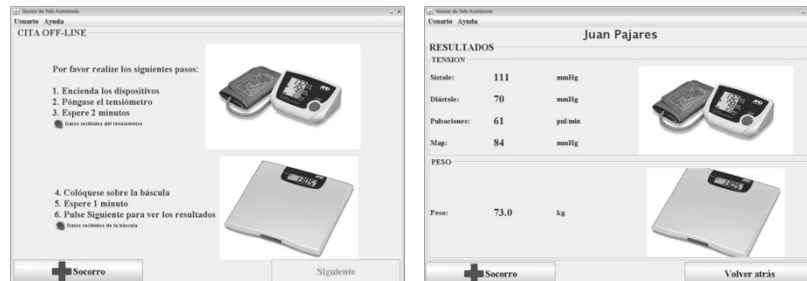 Gestor de Tele Asistencia
Usuario Ayuda
CITA OFF-LINE
Por favor realize los siguientes pasos:
1. Encienda los dispositivos
2. Póngase el tensiómetro
3. Espere 2 minutos
Datos recibidos del tensiometro
4. Colóquese sobre la báscula
5. Espere 1 minuto
6. Pulse Siguiente para ver los resultados
Datos recibidos de la báscula
Socorro
Siguiente
Gestor de Tele Asistencia
Usuario Ayuda
Juan Pajares
RESULTADOS
TENSION
Sístole: 111 mmHg
Diástole: 70 mmHg
Pulsaciones: 61 pul/min
Map: 84 mmHg
PESO
Peso: 73.0 kg
Socorro
Volver atrás